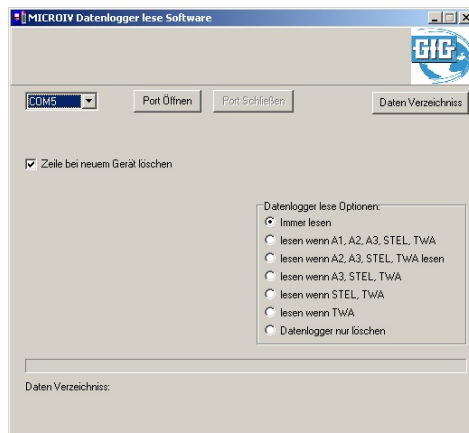 MICROIV Datenlogger lese Software
GfG
COM5
Port Öffnen
Port Schließen
Daten Verzeichniss
Zeile bei neuem Gerät löschen
Datenlogger lese Optionen:
Immer lesen
lesen wenn A1, A2, A3, STEL, TWA
lesen wenn A2, A3, STEL, TWA lesen
lesen wenn A3, STEL, TWA
lesen wenn STEL, TWA
lesen wenn TWA
Datenlogger nur löschen
Daten Verzeichniss: